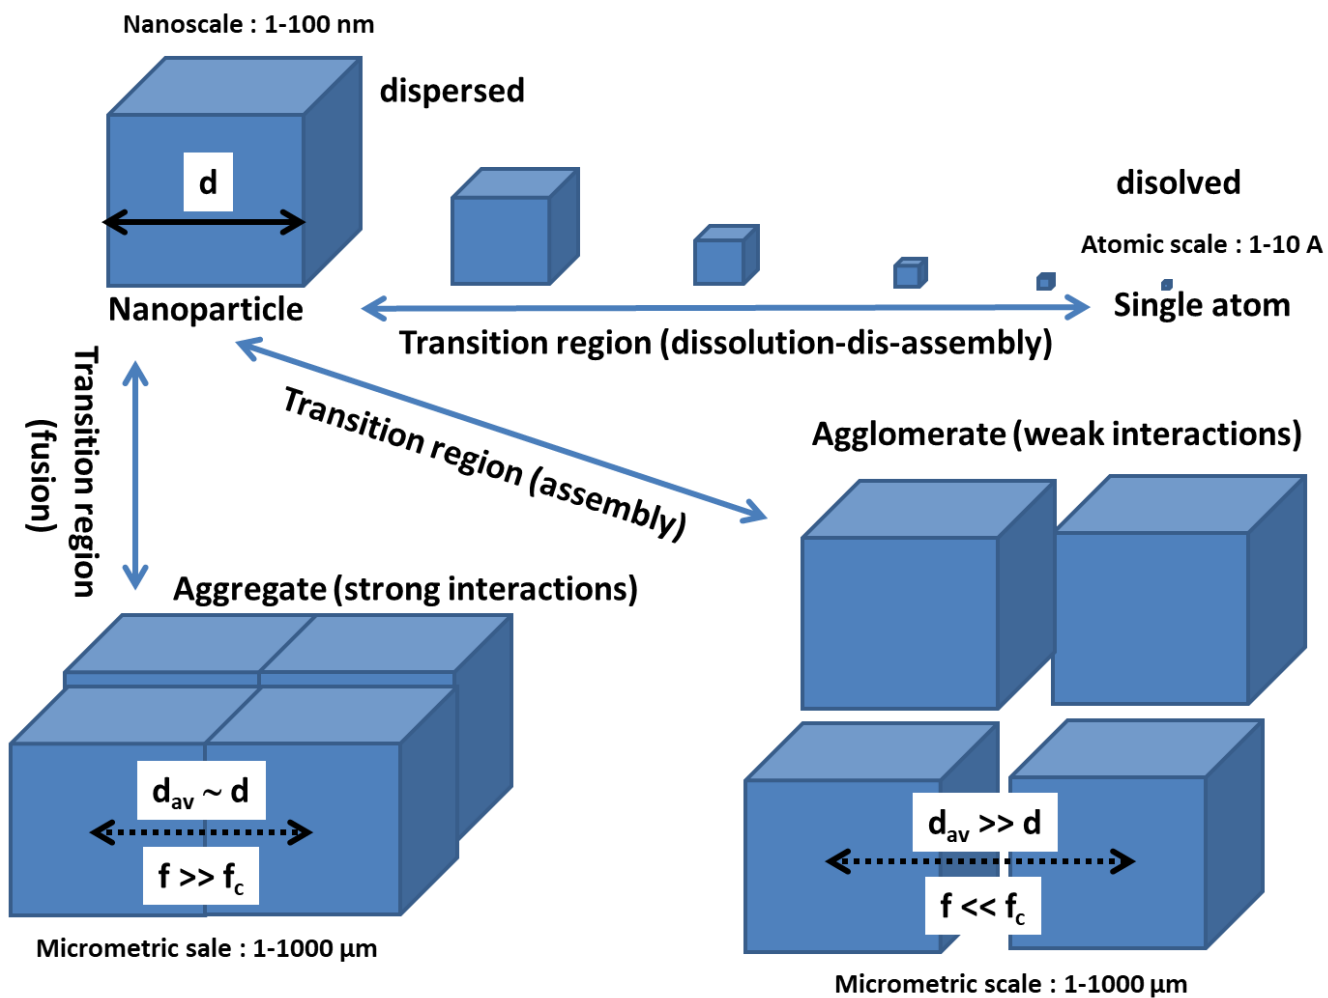 Nanoscale : 1-100 nm
dispersed
d
disolved
Atomic scale : 1-10 A
Nanoparticle
Single atom
Transition region (dissolution-dis-assembly)
Transition region
(fusion)
Transition region (assembly)
Agglomerate (weak interactions)
Aggregate (strong interactions)
dav ~ d
f >> fc
Micrometric sale : 1-1000 µm
dav >> d
f << fc
Micrometric scale : 1-1000 µm